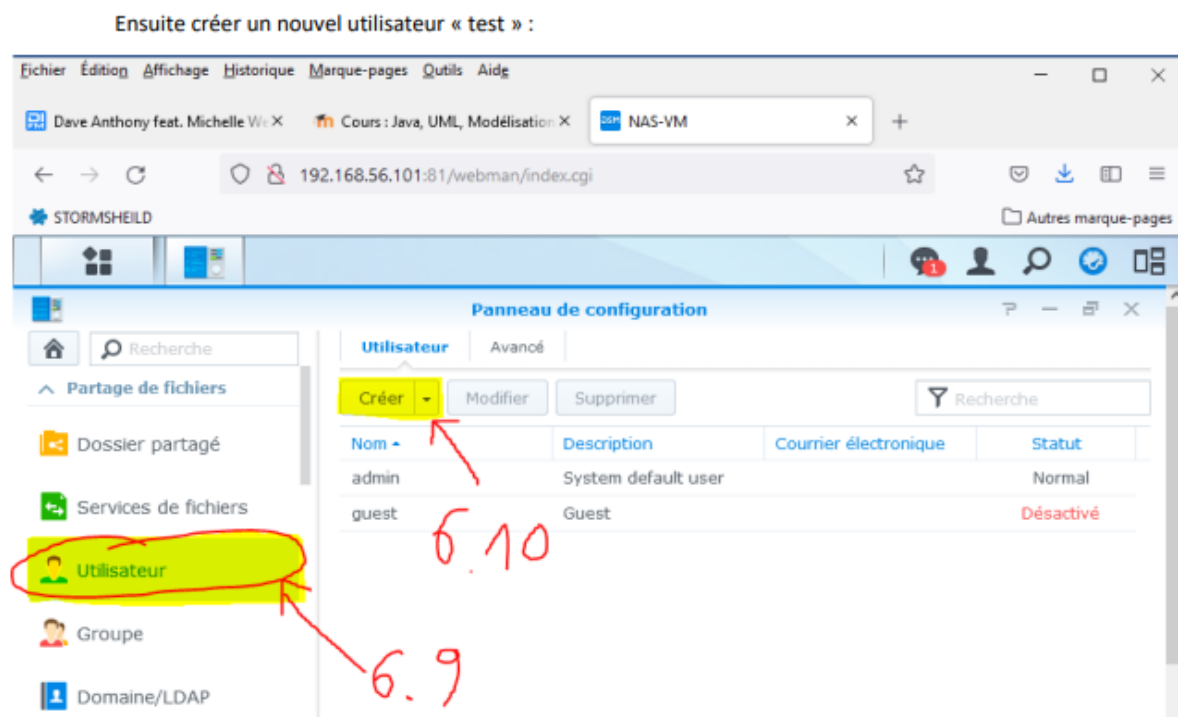 Ensuite créer un nouvel utilisateur « test » :
Fichier Édition Affichage Historique Marque-pages Outils Aide
Dave Anthony feat. Michelle We Cours : Java, UML, Modélisation NAS-VM
192.168.56.101:81/webman/index.cgi
STORMSHEILD Autres marque-pages
1
Panneau de configuration
Recherche Utilisateur Avancé
Partage de fichiers Créer Modifier Supprimer Recherche
Dossier partagé Nom Description Courrier électronique Statut
admin System default user Normal
Services de fichiers guest Guest Désactivé
6.10
Utilisateur
Groupe
6.9
Domaine/LDAP